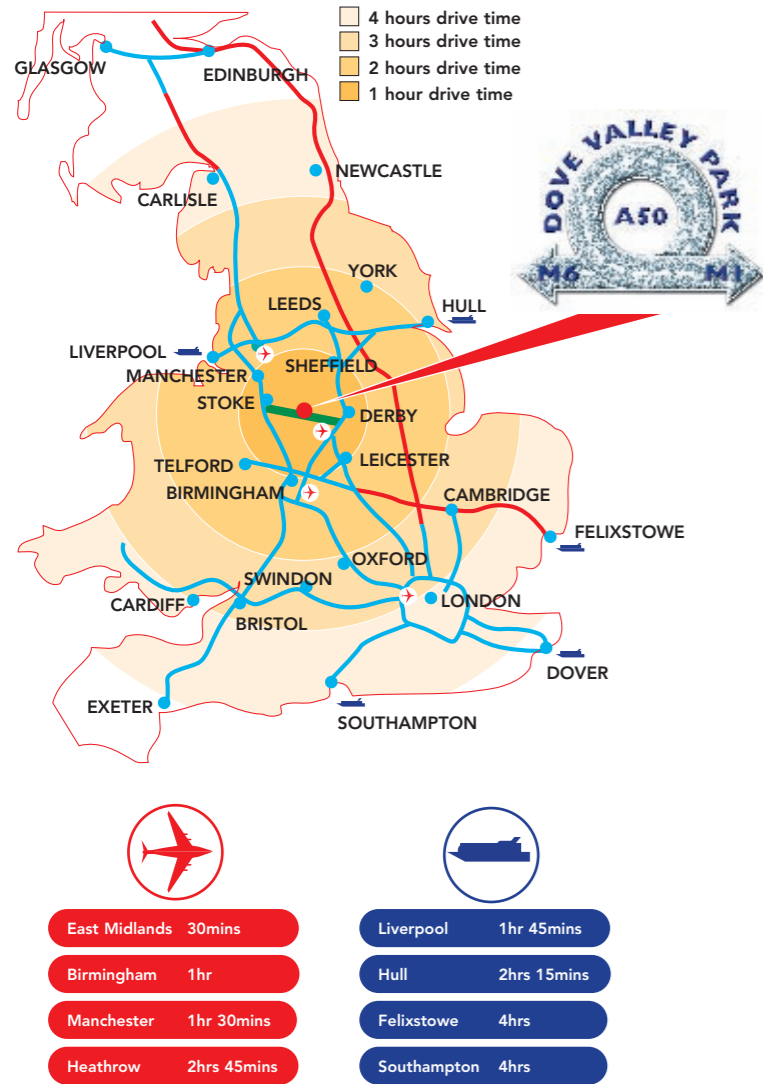 4 hours drive time
3 hours drive time
2 hours drive time
1 hour drive time
GLASGOW
EDINBURGH
DOVE VALLEY PARK
A50
M6
M1
NEWCASTLE
CARLISLE
YORK
LEEDS
HULL
LIVERPOOL
SHEFFIELD
MANCHESTER
STOKE
DERBY
TELFORD
LEICESTER
BIRMINGHAM
CAMBRIDGE
FELIXSTOWE
OXFORD
SWINDON
CARDIFF
LONDON
BRISTOL
DOVER
EXETER
SOUTHAMPTON
East Midlands 30mins
Birmingham 1hr
Manchester 1hr 30mins
Heathrow 2hrs 45mins
Liverpool 1hr 45mins
Hull 2hrs 15mins
Felixstowe 4hrs
Southampton 4hrs